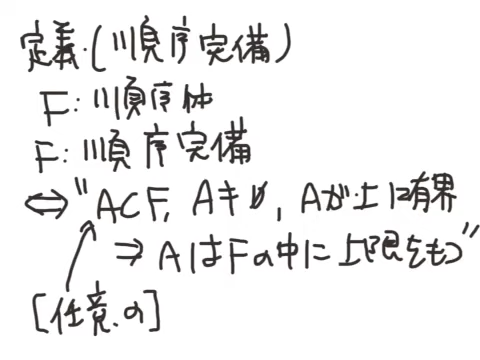 定義.(順序完備)
F:順序体
F:順序完備
⇔"A⊂F, A≠∅, Aが上に有界
⇒AはFの中に上限をもつ"
[任意の]